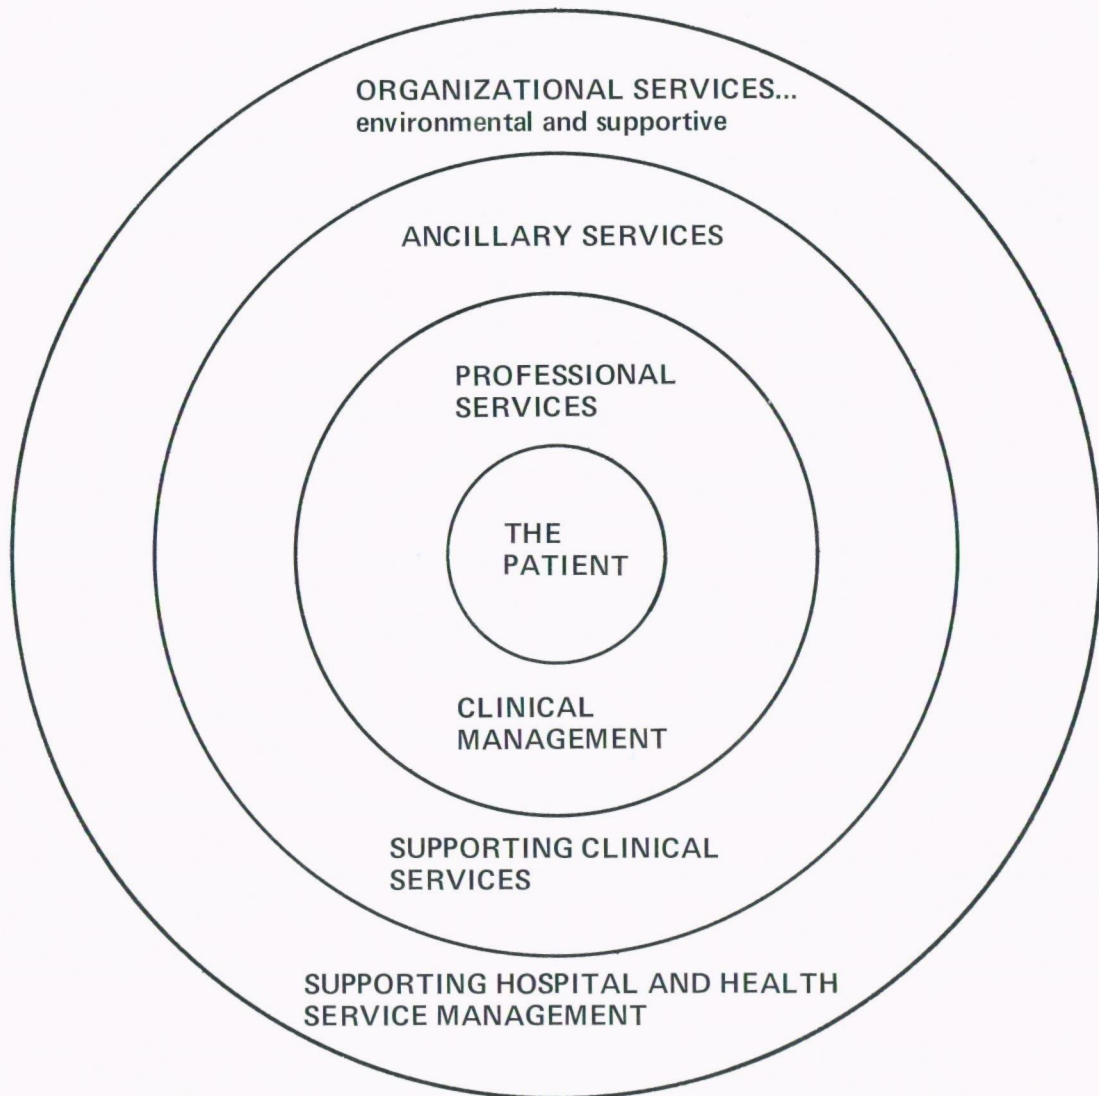 ORGANIZATIONAL SERVICES...
environmental and supportive
ANCILLARY SERVICES
PROFESSIONAL
SERVICES
THE
PATIENT
CLINICAL
MANAGEMENT
SUPPORTING CLINICAL
SERVICES
SUPPORTING HOSPITAL AND HEALTH
SERVICE MANAGEMENT